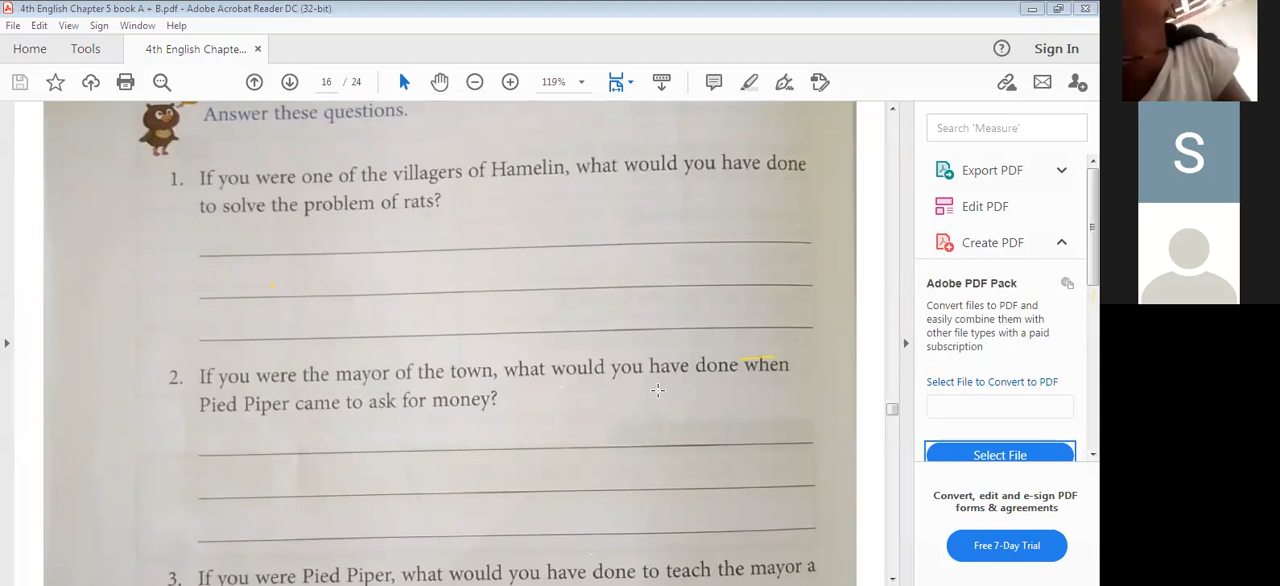 4th English Chapter 5 book A + B.pdf - Adobe Acrobat Reader DC (32-bit)
File Edit View Sign Window Help
Home Tools 4th English Chapte... × Sign In
16 / 24 119%
Answer these questions.
1. If you were one of the villagers of Hamelin, what would you have done
to solve the problem of rats?
2. If you were the mayor of the town, what would you have done when
Pied Piper came to ask for money?
3. If you were Pied Piper, what would you have done to teach the mayor a
Search 'Measure'
Export PDF
Edit PDF
Create PDF
Adobe PDF Pack
Convert files to PDF and
easily combine them with
other file types with a paid
subscription
Select File to Convert to PDF
Select File
Convert, edit and e-sign PDF
forms & agreements
Free 7-Day Trial
S